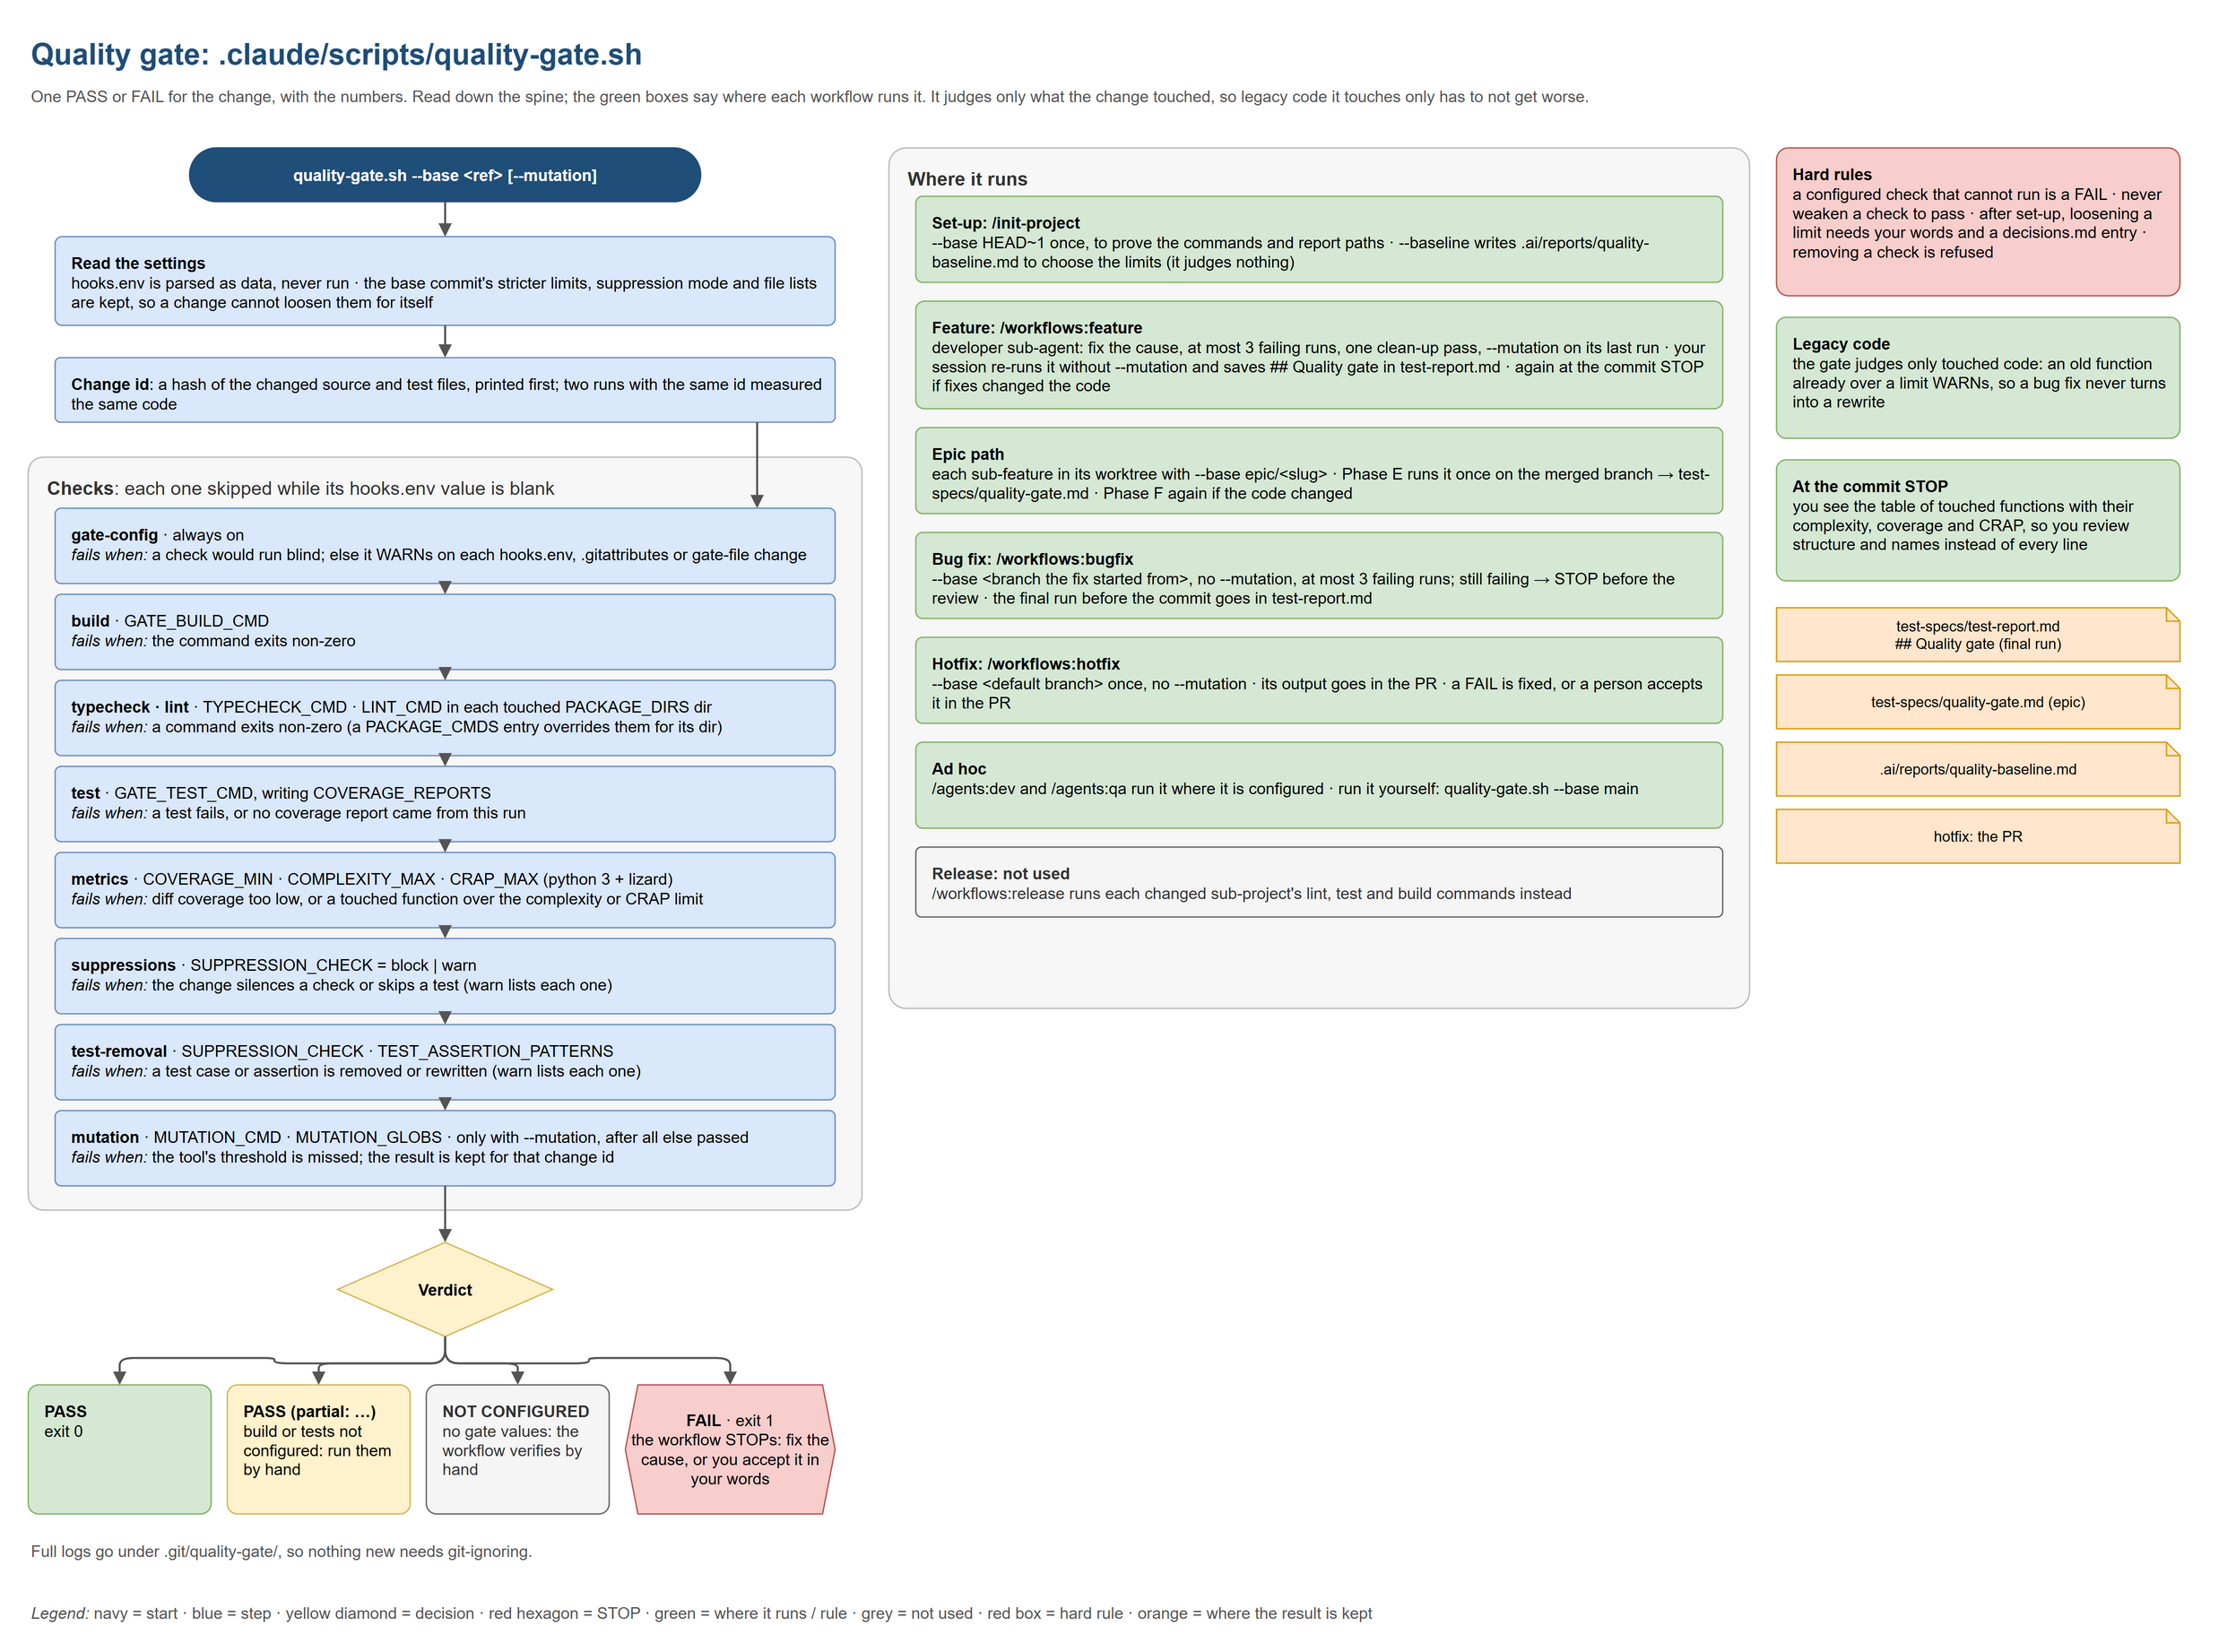 Quality gate: .claude/scripts/quality-gate.sh
One PASS or FAIL for the change, with the numbers. Read down the spine; the green boxes say where each workflow runs it. It judges only what the change touched, so legacy code it touches only has to not get worse.
quality-gate.sh --base <ref> [--mutation]
Read the settings
hooks.env is parsed as data, never run · the base commit's stricter limits, suppression mode and file lists
are kept, so a change cannot loosen them for itself
Change id: a hash of the changed source and test files, printed first; two runs with the same id measured
the same code
Checks: each one skipped while its hooks.env value is blank
gate-config · always on
fails when: a check would run blind; else it WARNs on each hooks.env, .gitattributes or gate-file change
build · GATE_BUILD_CMD
fails when: the command exits non-zero
typecheck · lint · TYPECHECK_CMD · LINT_CMD in each touched PACKAGE_DIRS dir
fails when: a command exits non-zero (a PACKAGE_CMDS entry overrides them for its dir)
test · GATE_TEST_CMD, writing COVERAGE_REPORTS
fails when: a test fails, or no coverage report came from this run
metrics · COVERAGE_MIN · COMPLEXITY_MAX · CRAP_MAX (python 3 + lizard)
fails when: diff coverage too low, or a touched function over the complexity or CRAP limit
suppressions · SUPPRESSION_CHECK = block | warn
fails when: the change silences a check or skips a test (warn lists each one)
test-removal · SUPPRESSION_CHECK · TEST_ASSERTION_PATTERNS
fails when: a test case or assertion is removed or rewritten (warn lists each one)
mutation · MUTATION_CMD · MUTATION_GLOBS · only with --mutation, after all else passed
fails when: the tool's threshold is missed; the result is kept for that change id
Verdict
PASS
exit 0
PASS (partial: …)
build or tests not
configured: run them
by hand
NOT CONFIGURED
no gate values: the
workflow verifies by
hand
FAIL · exit 1
the workflow STOPs: fix the
cause, or you accept it in
your words
Where it runs
Set-up: /init-project
--base HEAD~1 once, to prove the commands and report paths · --baseline writes .ai/reports/quality-
baseline.md to choose the limits (it judges nothing)
Feature: /workflows:feature
developer sub-agent: fix the cause, at most 3 failing runs, one clean-up pass, --mutation on its last run · your
session re-runs it without --mutation and saves ## Quality gate in test-report.md · again at the commit STOP
if fixes changed the code
Epic path
each sub-feature in its worktree with --base epic/<slug> · Phase E runs it once on the merged branch → test-
specs/quality-gate.md · Phase F again if the code changed
Bug fix: /workflows:bugfix
--base <branch the fix started from>, no --mutation, at most 3 failing runs; still failing → STOP before the
review · the final run before the commit goes in test-report.md
Hotfix: /workflows:hotfix
--base <default branch> once, no --mutation · its output goes in the PR · a FAIL is fixed, or a person accepts
it in the PR
Ad hoc
/agents:dev and /agents:qa run it where it is configured · run it yourself: quality-gate.sh --base main
Release: not used
/workflows:release runs each changed sub-project's lint, test and build commands instead
Hard rules
a configured check that cannot run is a FAIL · never
weaken a check to pass · after set-up, loosening a
limit needs your words and a decisions.md entry ·
removing a check is refused
Legacy code
the gate judges only touched code: an old function
already over a limit WARNs, so a bug fix never turns
into a rewrite
At the commit STOP
you see the table of touched functions with their
complexity, coverage and CRAP, so you review
structure and names instead of every line
test-specs/test-report.md
## Quality gate (final run)
test-specs/quality-gate.md (epic)
.ai/reports/quality-baseline.md
hotfix: the PR
Full logs go under .git/quality-gate/, so nothing new needs git-ignoring.
Legend: navy = start · blue = step · yellow diamond = decision · red hexagon = STOP · green = where it runs / rule · grey = not used · red box = hard rule · orange = where the result is kept